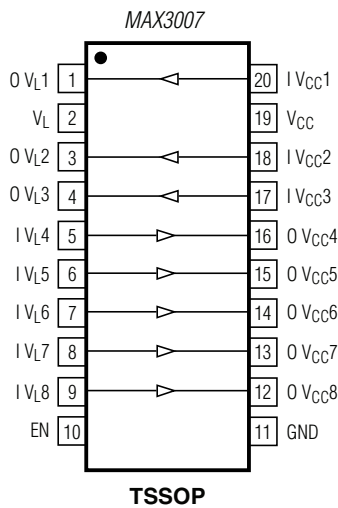 MAX3007
O VL1 1 20 I VCC1
VL 2 19 VCC
O VL2 3 18 I VCC2
O VL3 4 17 I VCC3
I VL4 5 16 O VCC4
I VL5 6 15 O VCC5
I VL6 7 14 O VCC6
I VL7 8 13 O VCC7
I VL8 9 12 O VCC8
EN 10 11 GND
TSSOP